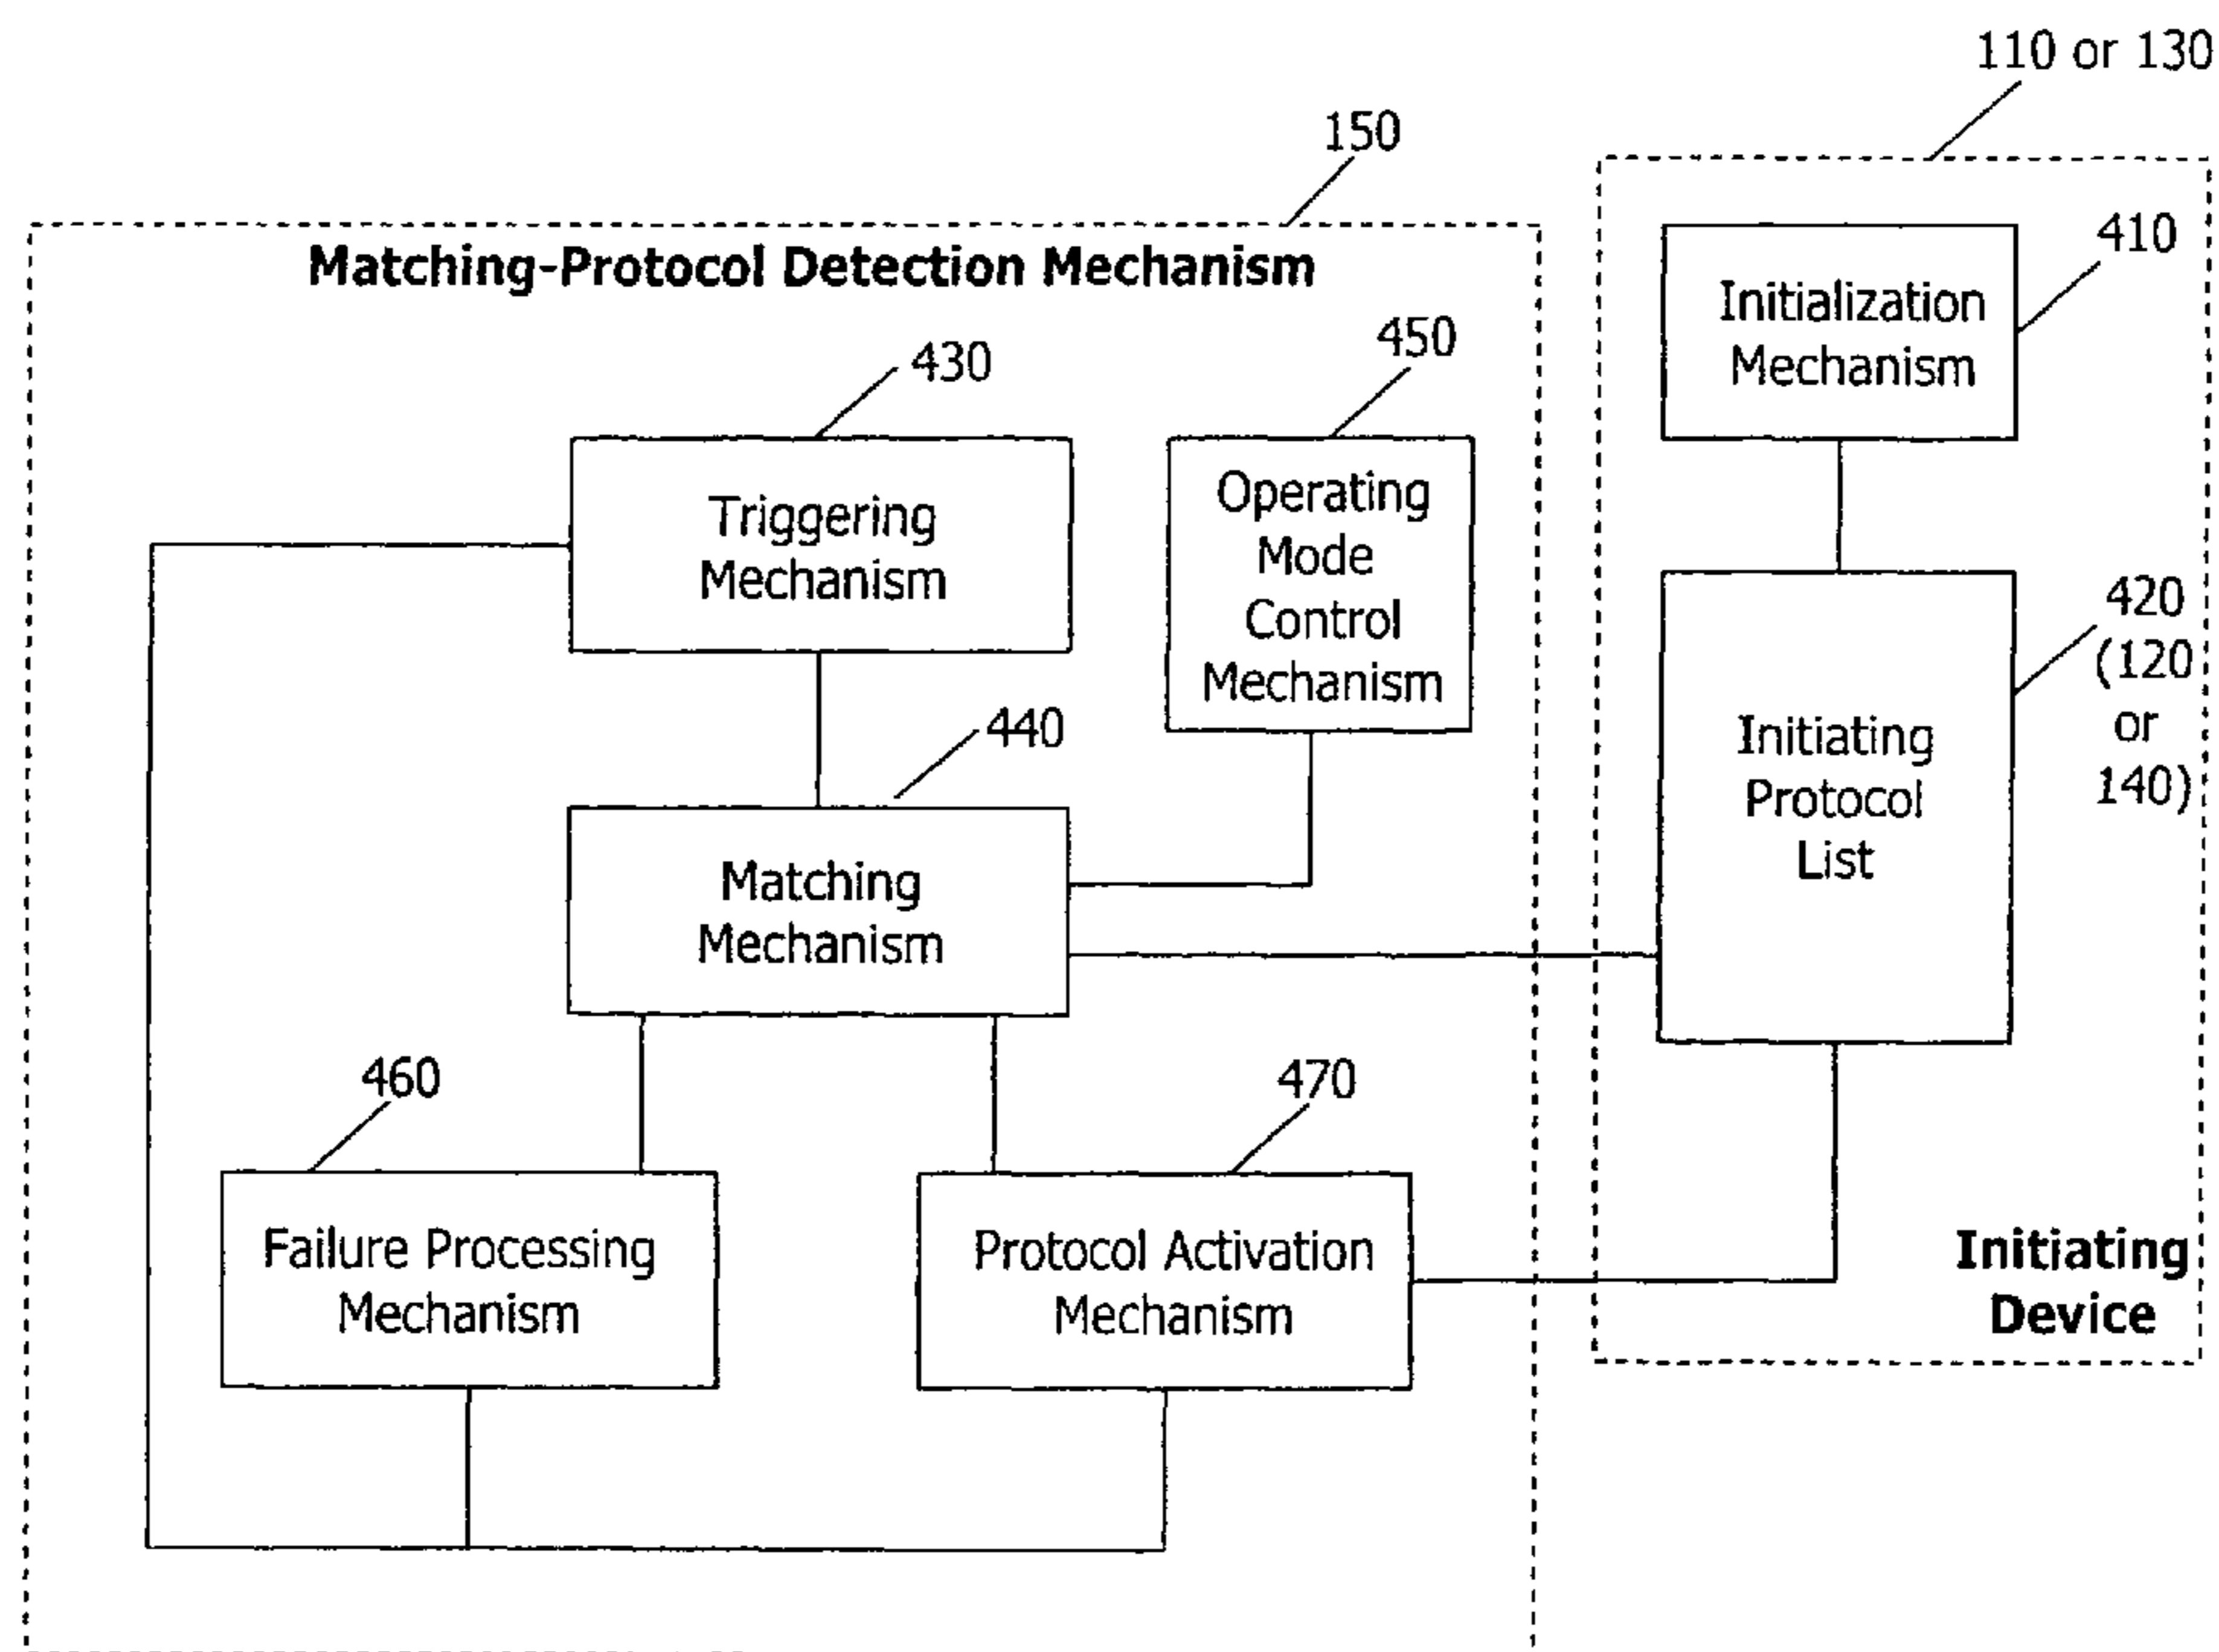 110 or 130
150
Matching-Protocol Detection Mechanism
410
Initialization
Mechanism
430
450
Triggering
Mechanism
Operating
Mode
Control
Mechanism
420
(120
or
140)
Initiating
Protocol
List
440
Matching
Mechanism
460
470
Failure Processing
Mechanism
Protocol Activation
Mechanism
Initiating
Device